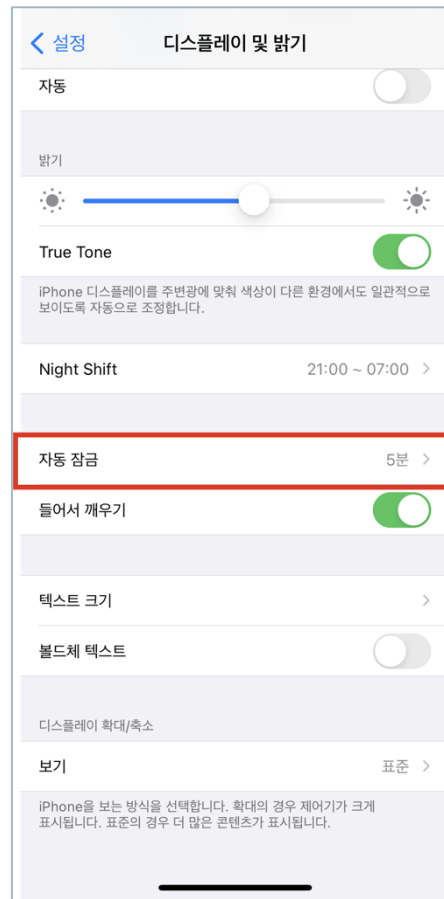 설정
디스플레이 및 밝기
자동
밝기
True Tone
iPhone 디스플레이를 주변광에 맞춰 색상이 다른 환경에서도 일관적으로
보이도록 자동으로 조정합니다.
Night Shift 21:00 ~ 07:00
자동 잠금 5분
들어서 깨우기
텍스트 크기
볼드체 텍스트
디스플레이 확대/축소
보기 표준
iPhone을 보는 방식을 선택합니다. 확대의 경우 제어기가 크게
표시됩니다. 표준의 경우 더 많은 콘텐츠가 표시됩니다.